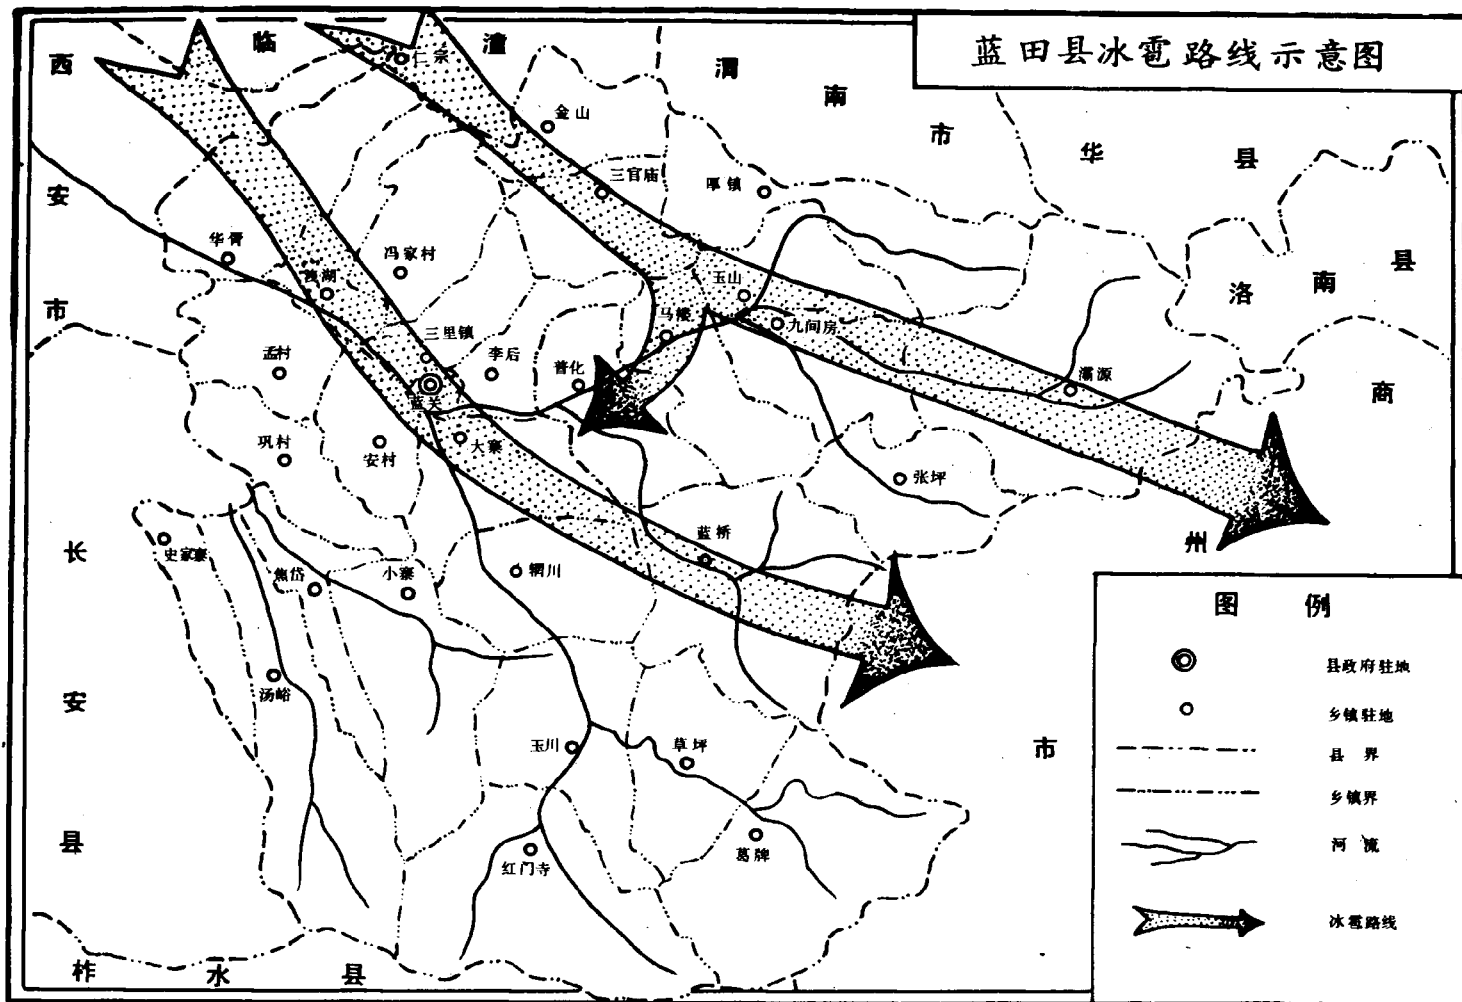 蓝田县冰雹路线示意图
西安市
临潼
渭南市
华县
洛南县
商州市
长安县
柞水县
仁宗
金山
三官庙
厚镇
华胥
洩湖
冯家村
玉山
马楼
九间房
三里镇
李后
普化
孟村
蓝关
灞源
巩村
安村
大寨
张坪
史家寨
焦岱
小寨
辋川
蓝桥
汤峪
玉川
草坪
红门寺
葛牌
图例
县政府驻地
乡镇驻地
县界
乡镇界
河流
冰雹路线